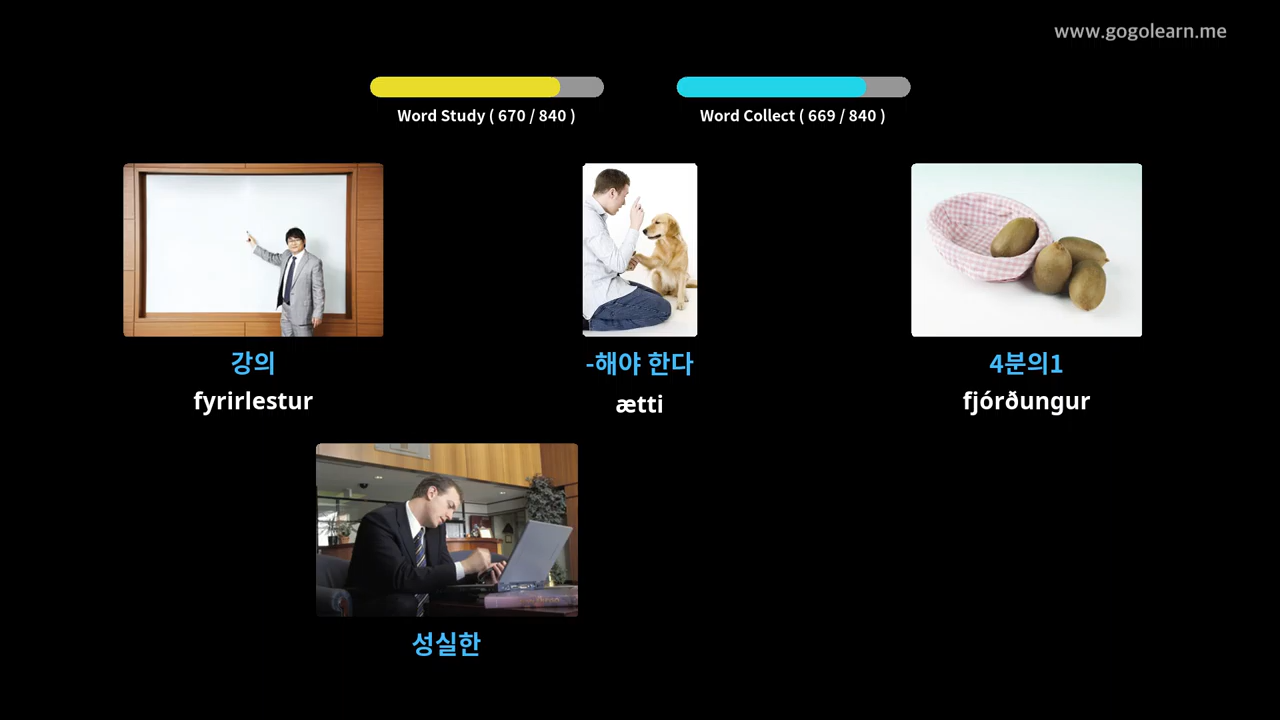 www.gogolearn.me
Word Study ( 670 / 840 )
Word Collect ( 669 / 840 )
강의
fyrirlestur
-해야 한다
ætti
4분의1
fjórðungur
성실한